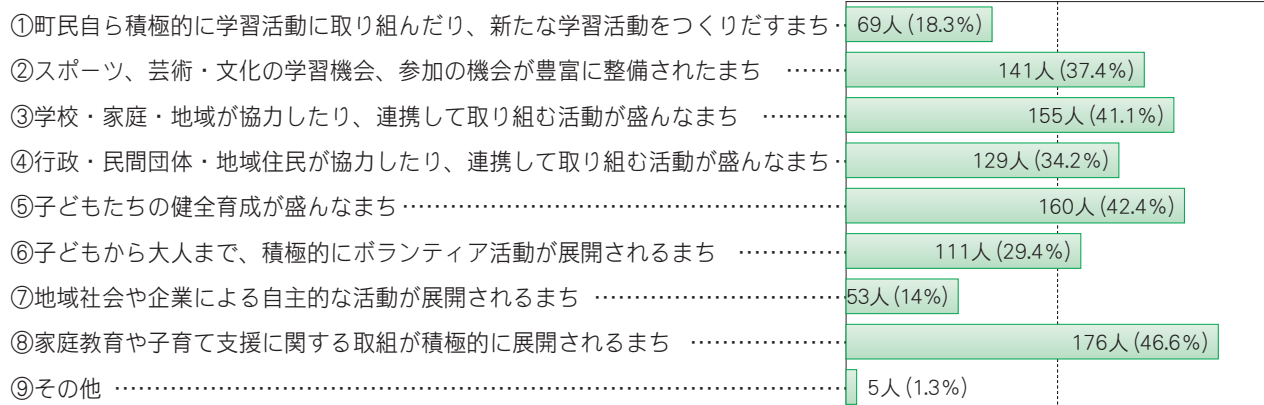 ①町民自ら積極的に学習活動に取り組んだり、新たな学習活動をつくりだすまち‥ 69人(18.3%)
②スポーツ、芸術・文化の学習機会、参加の機会が豊富に整備されたまち ……‥ 141人(37.4%)
③学校・家庭・地域が協力したり、連携して取り組む活動が盛んなまち ………‥ 155人(41.1%)
④行政・民間団体・地域住民が協力したり、連携して取り組む活動が盛んなまち‥ 129人(34.2%)
⑤子どもたちの健全育成が盛んなまち……………………………………………… 160人(42.4%)
⑥子どもから大人まで、積極的にボランティア活動が展開されるまち ………… 111人(29.4%)
⑦地域社会や企業による自主的な活動が展開されるまち ………………………… 53人(14%)
⑧家庭教育や子育て支援に関する取組が積極的に展開されるまち ……………… 176人(46.6%)
⑨その他 ……………………………………………………………………………… 5人(1.3%)